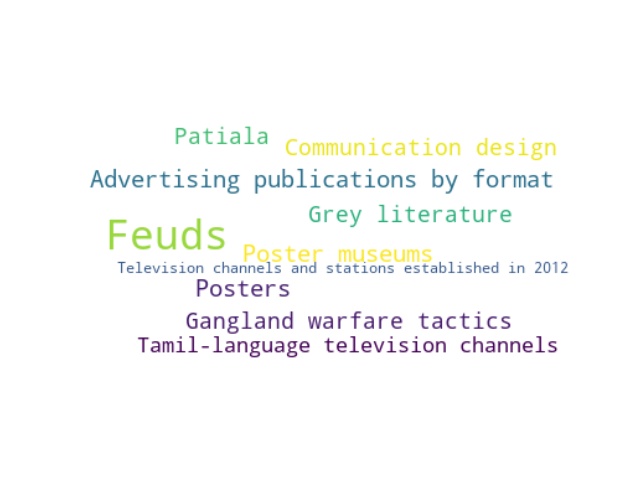 Patiala
Communication design
Advertising publications by format
Grey literature
Feuds
Poster museums
Television channels and stations established in 2012
Posters
Gangland warfare tactics
Tamil-language television channels